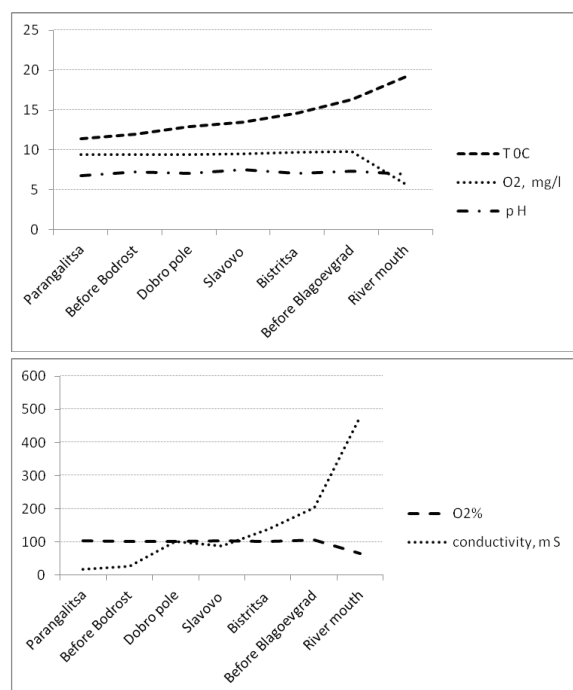 25
20
15
10
5
0
T 0C
O2, mg/l
p H
Parangalitsa
Before Bodrost
Dobro pole
Slavovo
Bistritsa
Before Blagoevgrad
River mouth
600
500
400
300
200
100
0
O2%
conductivity, m S
Parangalitsa
Before Bodrost
Dobro pole
Slavovo
Bistritsa
Before Blagoevgrad
River mouth